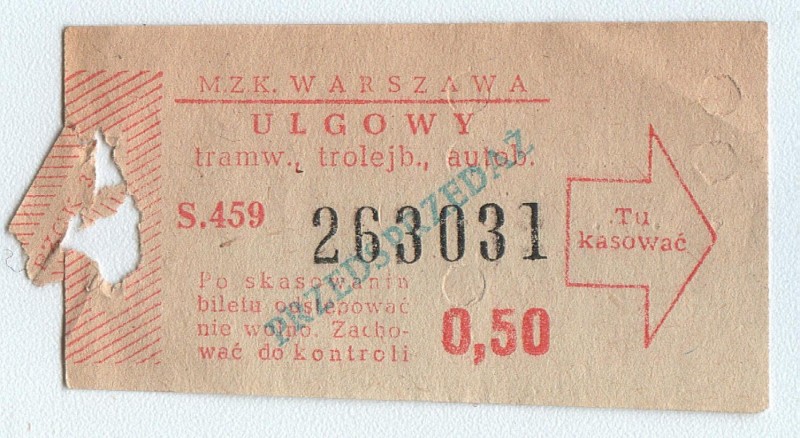 M.Z.K. WARSZAWA
ULGOWY
tramw., trolejb., autob.
S.459 263031
PRZEDSPRZEDAŻ
Tu
kasować
Po skasowaniu
biletu odstępować
nie wolno. Zacho-
wać do kontroli
0,50